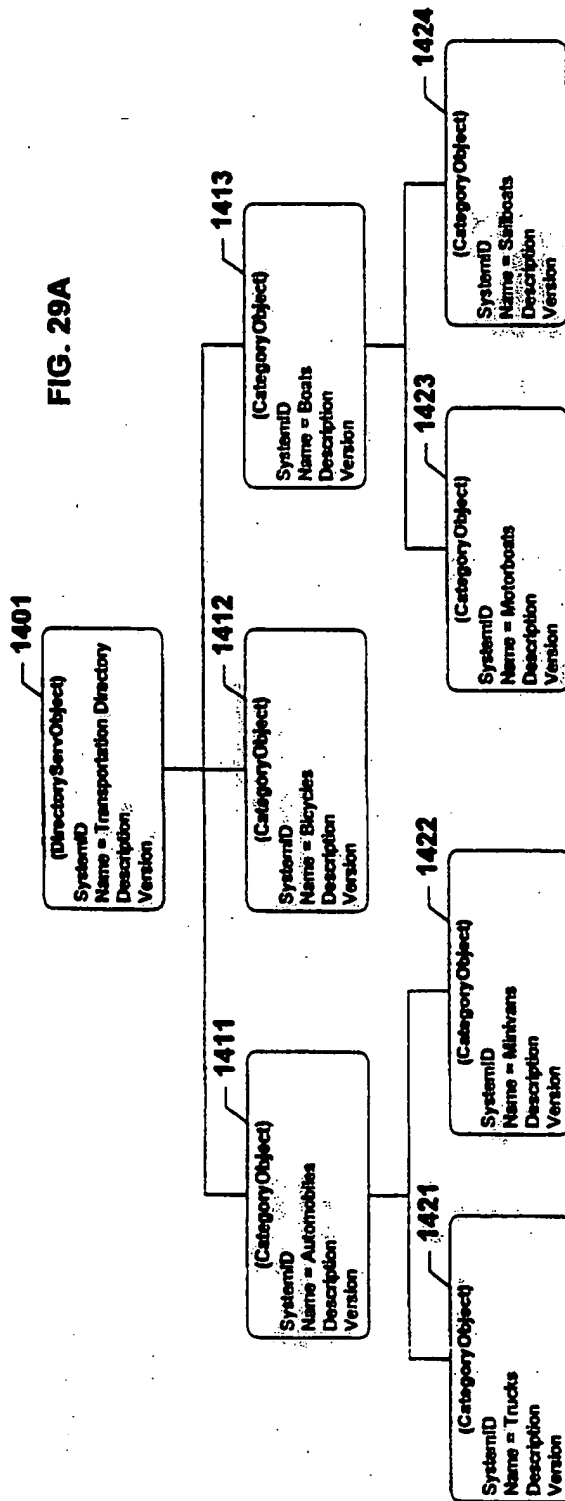 FIG. 29A
1401
(DirectoryServObject)
SystemID
Name = Transportation Directory
Description
Version
1411
(CategoryObject)
SystemID
Name = Automobiles
Description
Version
1412
(CategoryObject)
SystemID
Name = Bicycles
Description
Version
1413
(CategoryObject)
SystemID
Name = Boats
Description
Version
1421
(CategoryObject)
SystemID
Name = Trucks
Description
Version
1422
(CategoryObject)
SystemID
Name = Minivans
Description
Version
1423
(CategoryObject)
SystemID
Name = Motorboats
Description
Version
1424
(CategoryObject)
SystemID
Name = Sailboats
Description
Version